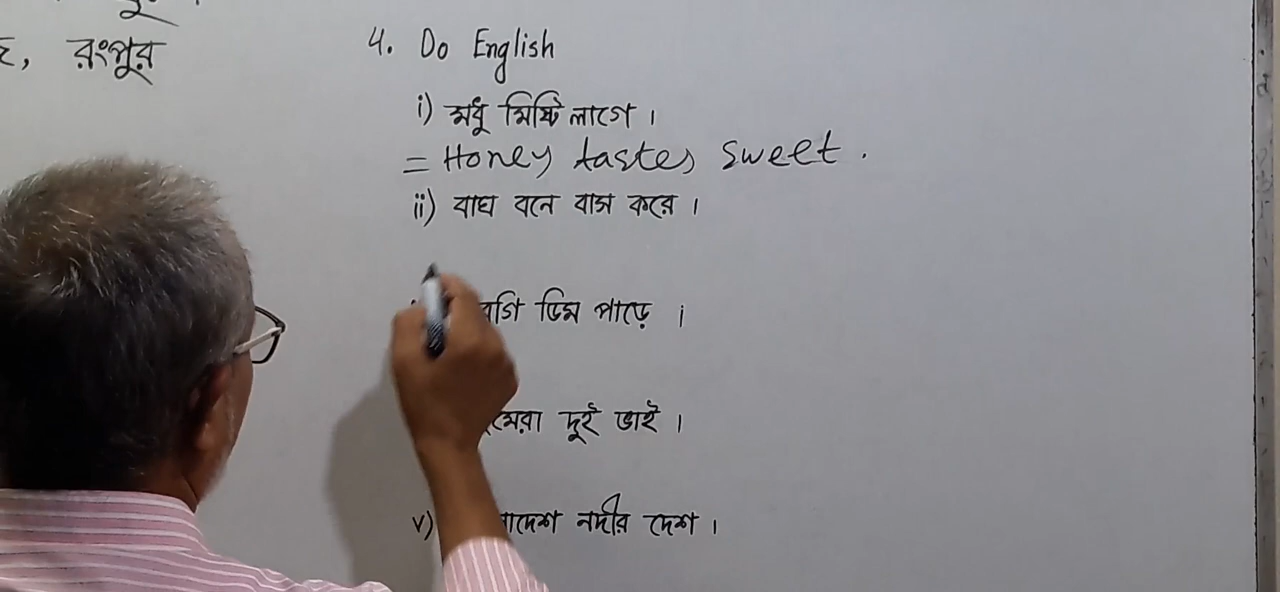 রংপুর
4. Do English
i) মধু মিষ্টি লাগে।
= Honey tastes sweet.
ii) বাঘ বনে বাস করে।
ডিম পাড়ে।
দুই ভাই।
v) নদীর দেশ।